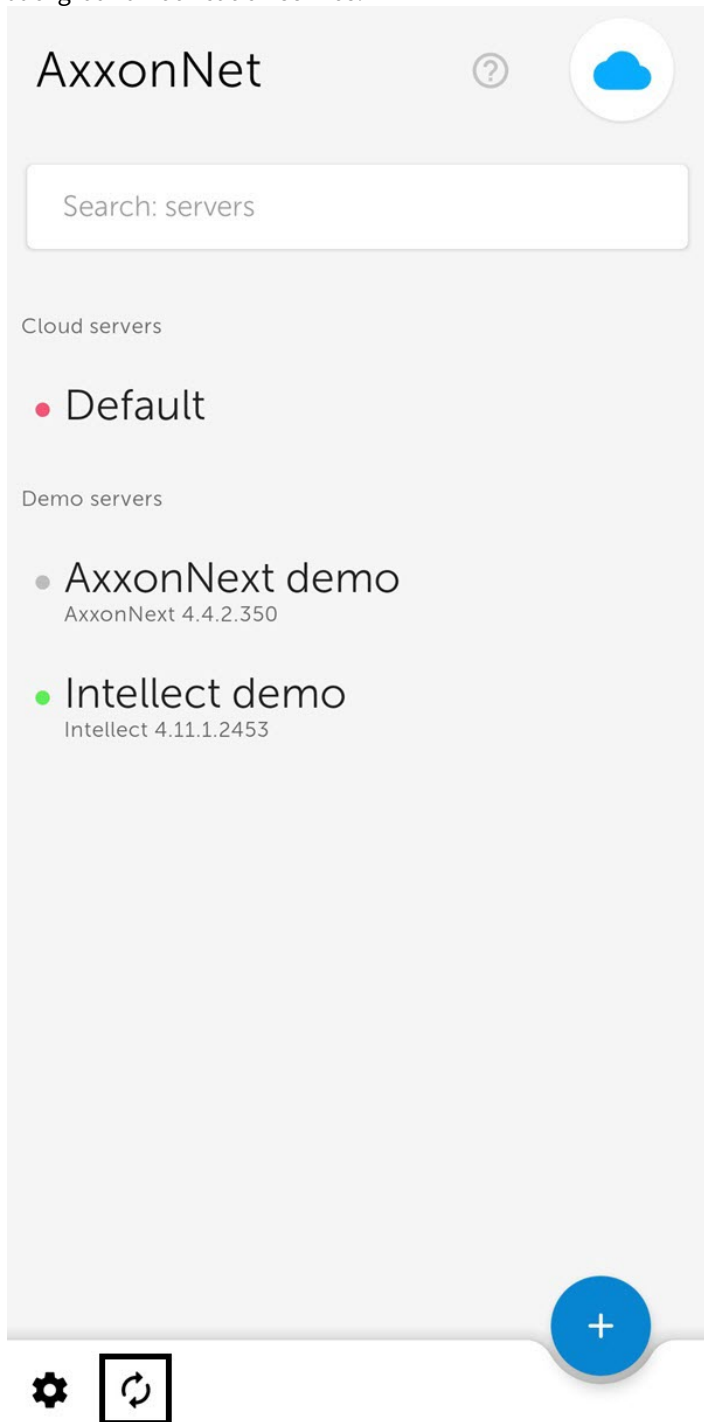 AxxonNet
Search: servers
Cloud servers
Default
Demo servers
AxxonNext demo
AxxonNext 4.4.2.350
Intellect demo
Intellect 4.11.1.2453